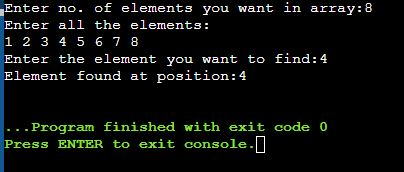 Enter no. of elements you want in array:8
Enter all the elements:
1 2 3 4 5 6 7 8
Enter the element you want to find:4
Element found at position:4
...Program finished with exit code 0
Press ENTER to exit console.